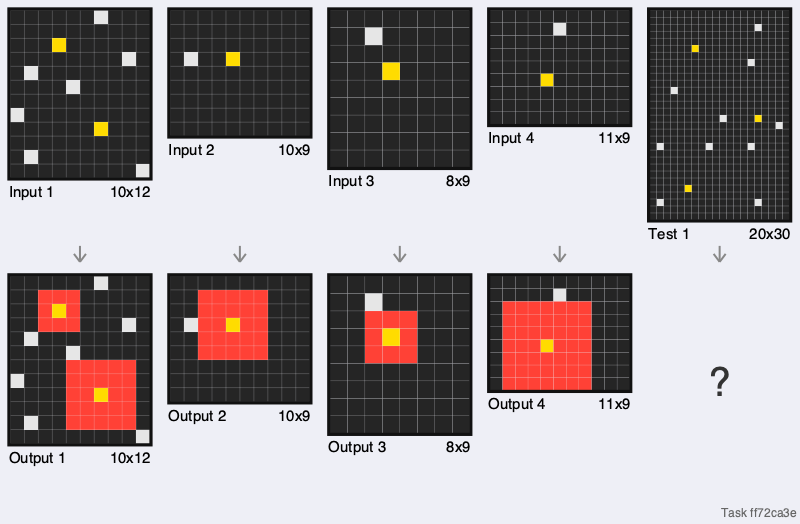 Input 1 10x12
Input 2 10x9
Input 3 8x9
Input 4 11x9
Test 1 20x30
Output 1 10x12
Output 2 10x9
Output 3 8x9
Output 4 11x9
?
Task ff72ca3e